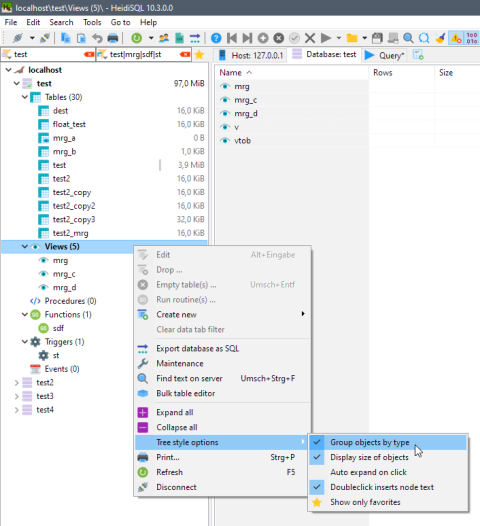 localhost\test\Views (5)\ - HeidiSQL 10.3.0.0
File Edit Search Tools Go to Help
test
test|mrg|sdf|st
Host: 127.0.0.1
Database: test
Query*
localhost
test 97,0 MiB
Tables (30)
dest 16,0 KiB
float_test 16,0 KiB
mrg_a 0 B
mrg_b 1,0 KiB
test 3,9 MiB
test2 16,0 KiB
test2_copy 16,0 KiB
test2_copy2 16,0 KiB
test2_copy3 32,0 KiB
test2_mrg 16,0 KiB
Views (5)
mrg
mrg_c
mrg_d
Procedures (0)
Functions (1)
sdf
Triggers (1)
st
Events (0)
test2
test3
test4
Name Rows Size
mrg
mrg_c
mrg_d
v
vtob
Edit Alt+Eingabe
Drop ...
Empty table(s) ... Umsch+Entf
Run routine(s) ...
Create new
Clear data tab filter
Export database as SQL
Maintenance
Find text on server Umsch+Strg+F
Bulk table editor
Expand all
Collapse all
Tree style options
Print... Strg+P
Refresh F5
Disconnect
Group objects by type
Display size of objects
Auto expand on click
Doubleclick inserts node text
Show only favorites